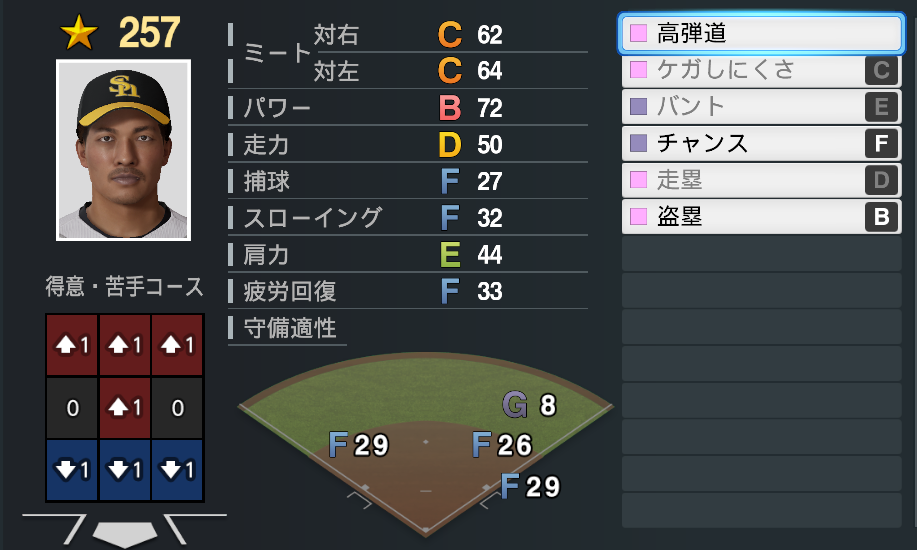 257
SH
得意・苦手コース
1 1 1
0 1 0
1 1 1
ミート 対右 C 62
対左 C 64
パワー B 72
走力 D 50
捕球 F 27
スローイング F 32
肩力 E 44
疲労回復 F 33
守備適性
G 8
F 29 F 26
F 29
高弾道
ケガしにくさ C
バント E
チャンス F
走塁 D
盗塁 B